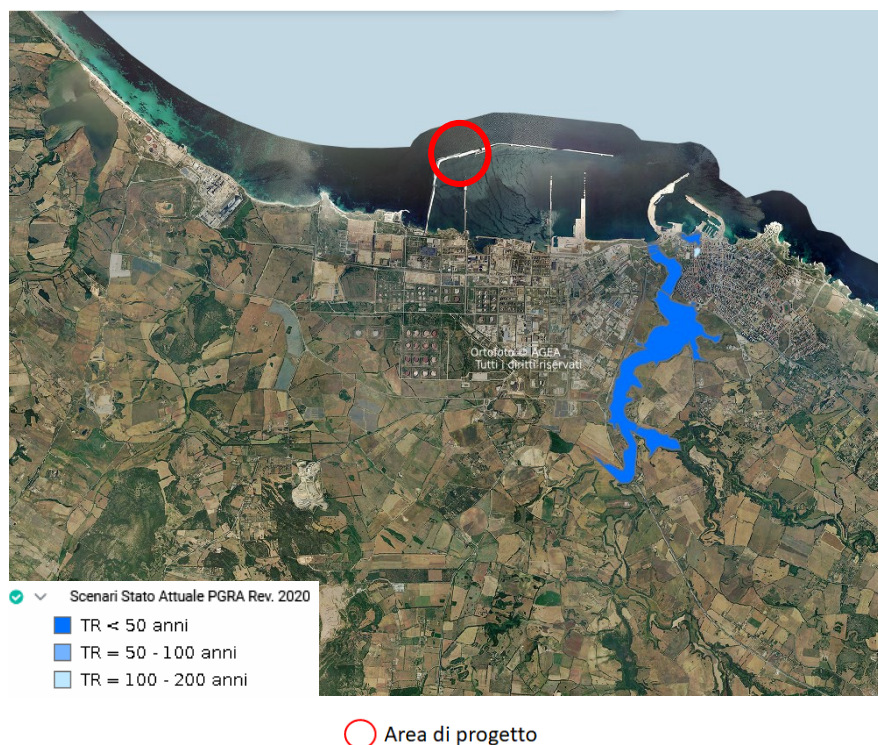 Ortofoto © AGEA
Tutti i diritti riservati
Scenari Stato Attuale PGRA Rev. 2020
TR < 50 anni
TR = 50 - 100 anni
TR = 100 - 200 anni
Area di progetto